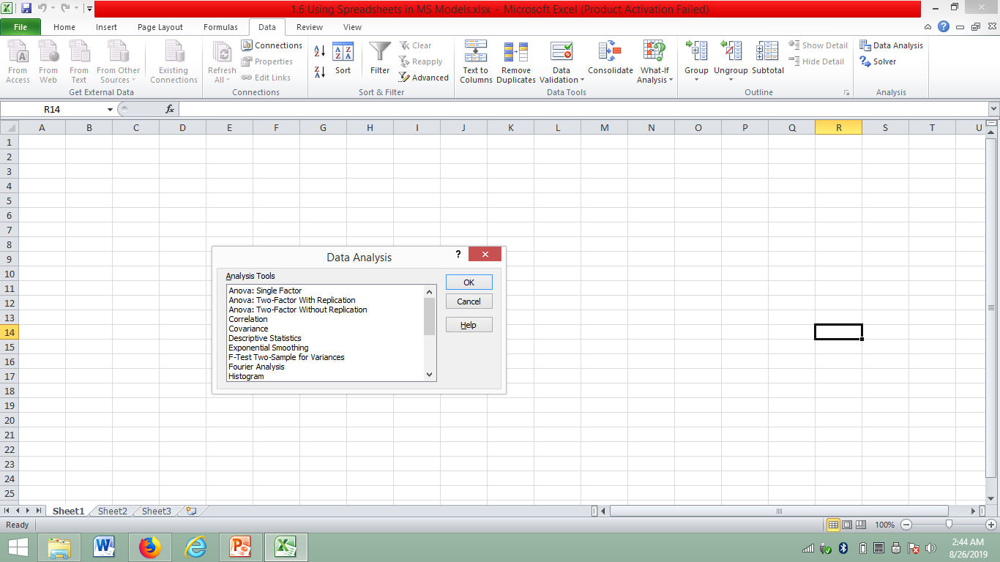 1.6 Using Spreadsheets in MS Models.xlsx - Microsoft Excel (Product Activation Failed)
File Home Insert Page Layout Formulas Data Review View
From Access
From Web
From Text
From Other Sources
Existing Connections
Get External Data
Refresh All
Connections
Properties
Edit Links
Connections
Sort
Filter
Clear
Reapply
Advanced
Sort & Filter
Text to Columns
Remove Duplicates
Data Validation
Consolidate
What-If Analysis
Data Tools
Group
Ungroup
Subtotal
Show Detail
Hide Detail
Outline
Data Analysis
Solver
Analysis
R14
fx
A B C D E F G H I J K L M N O P Q R S T U
1
2
3
4
5
6
7
8
9
10
11
12
13
14
15
16
17
18
19
20
21
22
23
24
25
Data Analysis
Analysis Tools
Anova: Single Factor
Anova: Two-Factor With Replication
Anova: Two-Factor Without Replication
Correlation
Covariance
Descriptive Statistics
Exponential Smoothing
F-Test Two-Sample for Variances
Fourier Analysis
Histogram
OK
Cancel
Help
Sheet1 Sheet2 Sheet3
Ready
100%
2:44 AM
8/26/2019